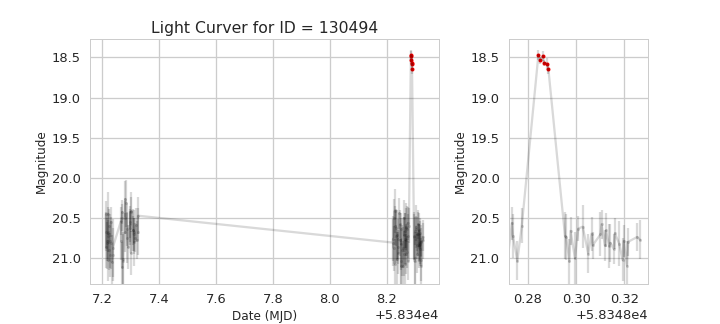 Light Curver for ID = 130494
Magnitude
18.5
19.0
19.5
20.0
20.5
21.0
7.2 7.4 7.6 7.8 8.0 8.2
Date (MJD)
+5.834e4
Magnitude
18.5
19.0
19.5
20.0
20.5
21.0
0.28 0.30 0.32
+5.8348e4